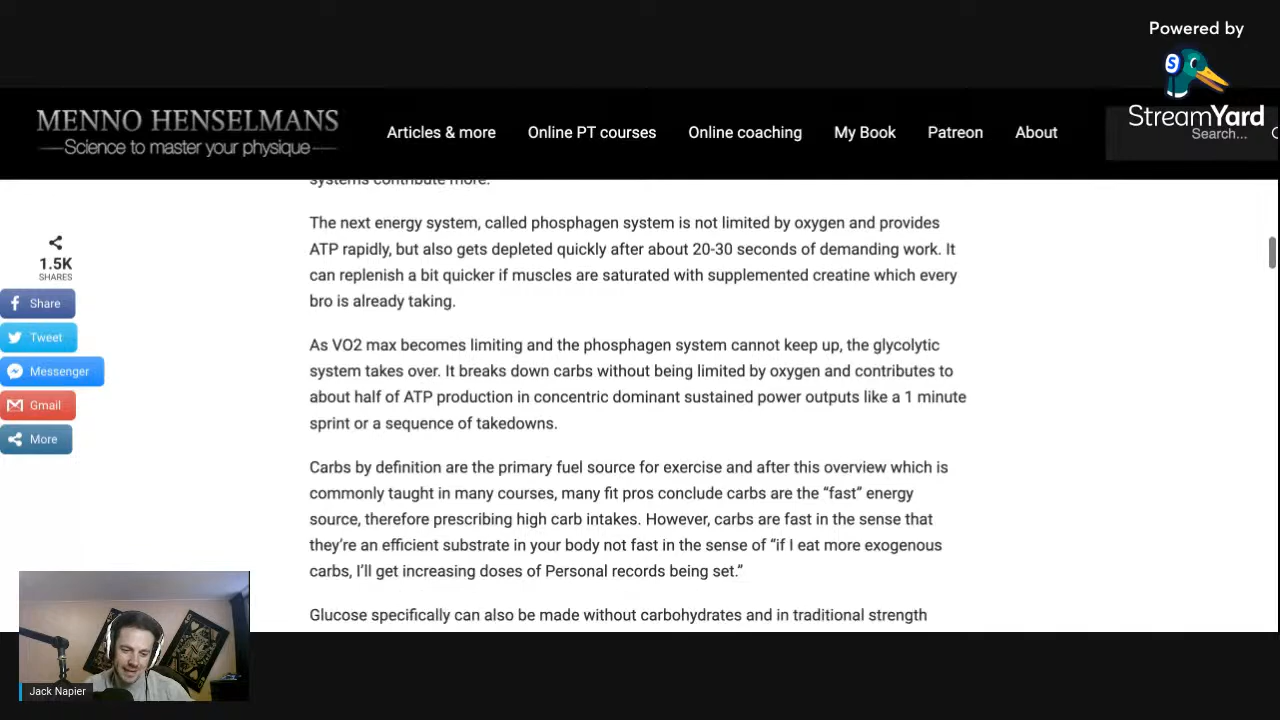 Powered by
StreamYard
MENNO HENSELMANS
Science to master your physique
Articles & more
Online PT courses
Online coaching
My Book
Patreon
About
Search...
systems contribute more.
The next energy system, called phosphagen system is not limited by oxygen and provides
ATP rapidly, but also gets depleted quickly after about 20-30 seconds of demanding work. It
can replenish a bit quicker if muscles are saturated with supplemented creatine which every
bro is already taking.
As VO2 max becomes limiting and the phosphagen system cannot keep up, the glycolytic
system takes over. It breaks down carbs without being limited by oxygen and contributes to
about half of ATP production in concentric dominant sustained power outputs like a 1 minute
sprint or a sequence of takedowns.
Carbs by definition are the primary fuel source for exercise and after this overview which is
commonly taught in many courses, many fit pros conclude carbs are the “fast” energy
source, therefore prescribing high carb intakes. However, carbs are fast in the sense that
they’re an efficient substrate in your body not fast in the sense of “if I eat more exogenous
carbs, I’ll get increasing doses of Personal records being set.”
Glucose specifically can also be made without carbohydrates and in traditional strength
1.5K
SHARES
Share
Tweet
Messenger
Gmail
More
Jack Napier